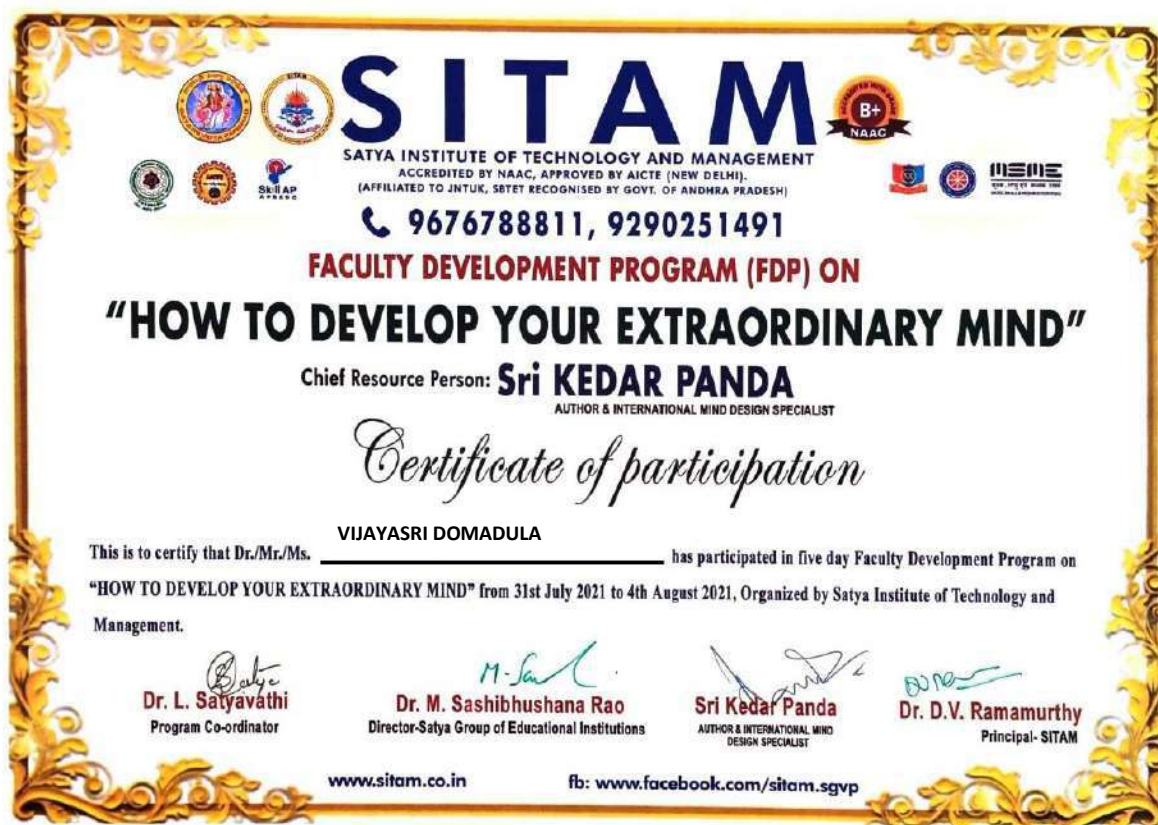 SITAM
B+
NAAC
SATYA INSTITUTE OF TECHNOLOGY AND MANAGEMENT
ACCREDITED BY NAAC, APPROVED BY AICTE (NEW DELHI).
(AFFILIATED TO JNTUK, SBTET RECOGNISED BY GOVT. OF ANDHRA PRADESH)
Skill AP
MSME
9676788811, 9290251491
FACULTY DEVELOPMENT PROGRAM (FDP) ON
"HOW TO DEVELOP YOUR EXTRAORDINARY MIND"
Chief Resource Person: Sri KEDAR PANDA
AUTHOR & INTERNATIONAL MIND DESIGN SPECIALIST
Certificate of participation
VIJAYASRI DOMADULA
This is to certify that Dr./Mr./Ms. has participated in five day Faculty Development Program on
"HOW TO DEVELOP YOUR EXTRAORDINARY MIND" from 31st July 2021 to 4th August 2021, Organized by Satya Institute of Technology and
Management.
Dr. L. Satyavathi
Program Co-ordinator
Dr. M. Sashibhushana Rao
Director-Satya Group of Educational Institutions
Sri Kedar Panda
AUTHOR & INTERNATIONAL MIND
DESIGN SPECIALIST
Dr. D.V. Ramamurthy
Principal- SITAM
www.sitam.co.in
fb: www.facebook.com/sitam.sgvp